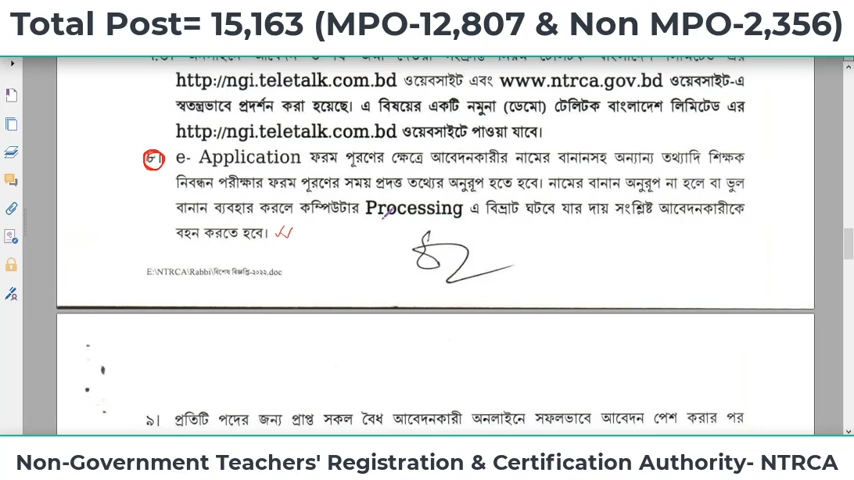 Total Post= 15,163 (MPO-12,807 & Non MPO-2,356)
http://ngi.teletalk.com.bd ওয়েবসাইট এবং www.ntrca.gov.bd ওয়েবসাইট-এ
স্বতন্ত্রভাবে প্রদর্শন করা হয়েছে। এ বিষয়ের একটি নমুনা (ডেমো) টেলিটক বাংলাদেশ লিমিটেড এর
http://ngi.teletalk.com.bd ওয়েবসাইটে পাওয়া যাবে।
৮। e- Application ফরম পূরণের ক্ষেত্রে আবেদনকারীর নামের বানানসহ অন্যান্য তথ্যাদি শিক্ষক
নিবন্ধন পরীক্ষার ফরম পূরণের সময় প্রদত্ত তথ্যের অনুরূপ হতে হবে। নামের বানান অনুরূপ না হলে বা ভুল
বানান ব্যবহার করলে কম্পিউটার Processing এ বিভ্রাট ঘটবে যার দায় সংশ্লিষ্ট আবেদনকারীকে
বহন করতে হবে।
E:\NTRCA\Rabbi\বিশেষ বিজ্ঞপ্তি-২০২২.doc
৯। প্রতিটি পদের জন্য প্রাপ্ত সকল বৈধ আবেদনকারী অনলাইনে সফলভাবে আবেদন পেশ করার পর
Non-Government Teachers' Registration & Certification Authority- NTRCA